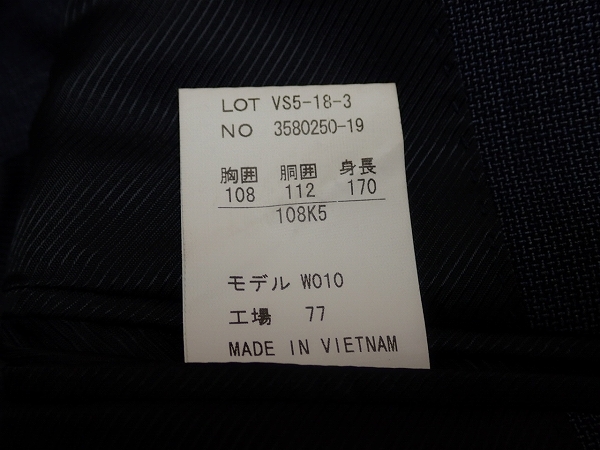 LOT VS5-18-3
NO 3580250-19
胸囲 胴囲 身長
108 112 170
108K5
モデル W010
工場 77
MADE IN VIETNAM